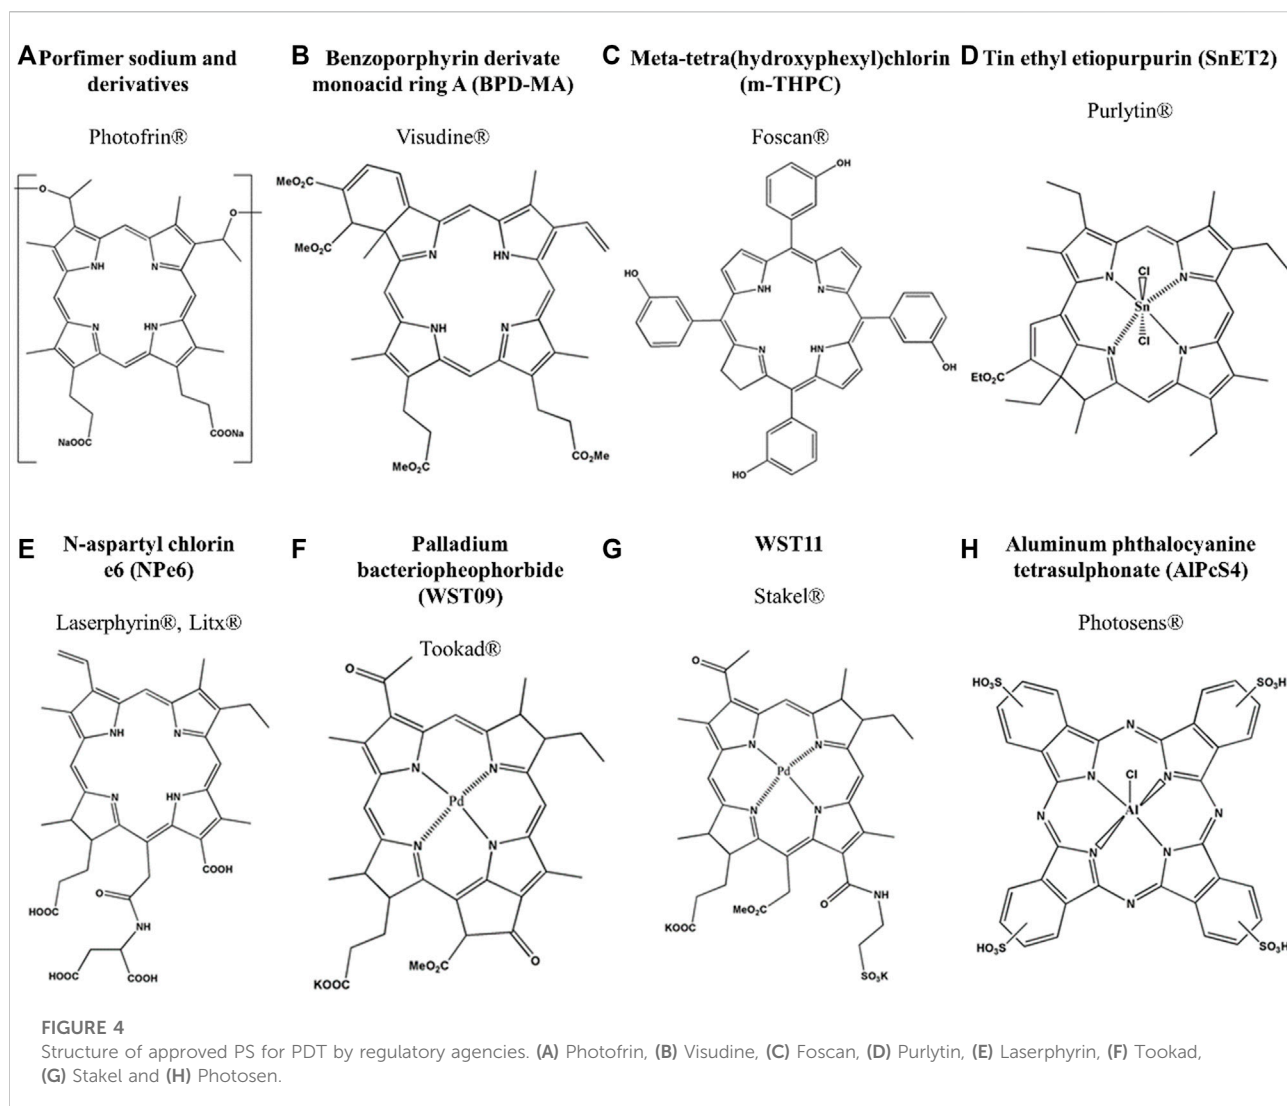 A Porfimer sodium and
derivatives
Photofrin®
O
O
NH
N
N
HN
NaOOC
COONa
B Benzoporphyrin derivate
monoacid ring A (BPD-MA)
Visudine®
MeO₂C
MeO₂C
N
HN
NH
N
MeO₂C
CO₂Me
C Meta-tetra(hydroxyphexyl)chlorin
(m-THPC)
Foscan®
OH
HO
NH
N
N
HN
OH
HO
D Tin ethyl etiopurpurin (SnET2)
Purlytin®
Cl
N
N
Sn
Cl
N
N
EtO₂C
E N-aspartyl chlorin
e6 (NPe6)
Laserphyrin®, Litx®
NH
N
N
HN
COOH
O
HOOC
NH
HOOC
COOH
F Palladium
bacteriopheophorbide
(WST09)
Tookad®
O
N
N
Pd
N
N
MeO₂C
O
KOOC
G WST11
Stakel®
O
N
N
Pd
N
N
MeO₂C
O
NH
KOOC
SO₃K
H Aluminum phthalocyanine
tetrasulphonate (AlPcS4)
Photosens®
HO₃S
SO₃H
N
Cl
N
N
Al
N
N
N
N
N
HO₃S
SO₃H
FIGURE 4
Structure of approved PS for PDT by regulatory agencies. (A) Photofrin, (B) Visudine, (C) Foscan, (D) Purlytin, (E) Laserphyrin, (F) Tookad,
(G) Stakel and (H) Photosen.